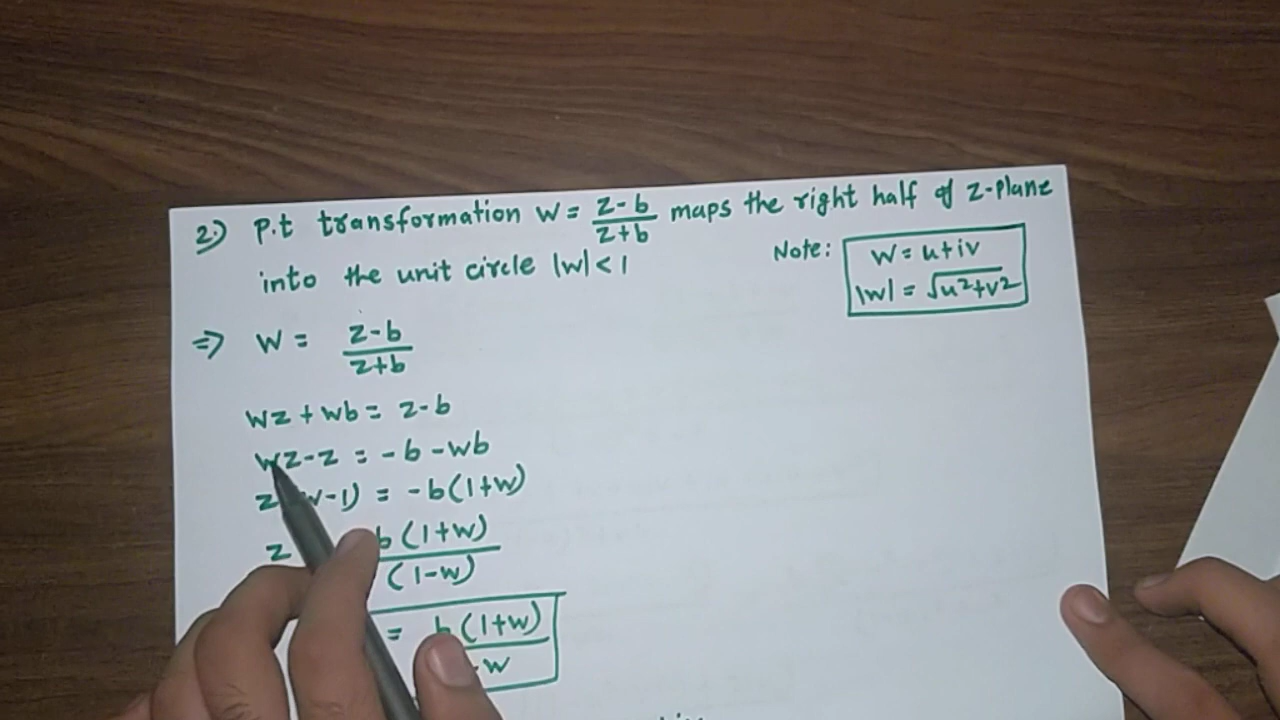 2.) P.t transformation W = z-b / z+b maps the right half of z-plane
into the unit circle |w| < 1
Note:
W = u+iv
|w| = √u²+v²
=> W = z-b / z+b
wz + wb = z-b
wz-z = -b -wb
z -1) = -b(1+w)
z b(1+w) / (1-w)
= b(1+w) / -w